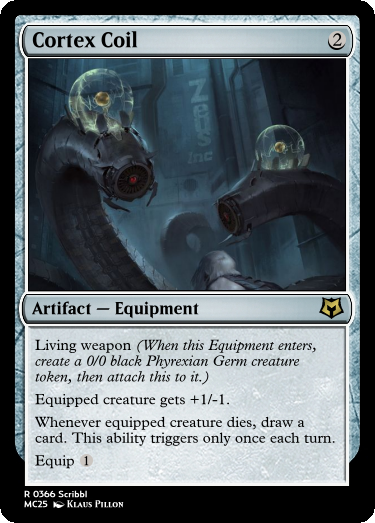 Cortex Coil 2
Zeus
Inc
Artifact — Equipment
Living weapon (When this Equipment enters,
create a 0/0 black Phyrexian Germ creature
token, then attach this to it.)
Equipped creature gets +1/-1.
Whenever equipped creature dies, draw a
card. This ability triggers only once each turn.
Equip 1
R 0366 Scribbl
MC25 Klaus Pillon